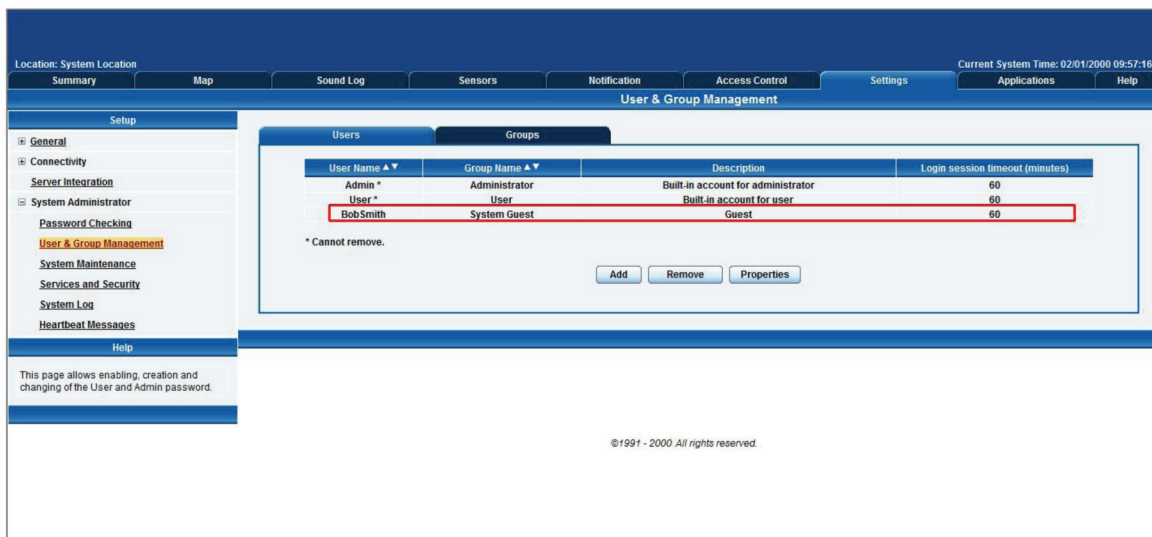 Location: System Location
Current System Time: 02/01/2000 09:57:16
Summary Map Sound Log Sensors Notification Access Control Settings Applications Help
User & Group Management
Setup
General
Connectivity
Server Integration
System Administrator
Password Checking
User & Group Management
System Maintenance
Services and Security
System Log
Heartbeat Messages
Help
This page allows enabling, creation and
changing of the User and Admin password.
Users Groups
User Name ▲▼ Group Name ▲▼ Description Login session timeout (minutes)
Admin * Administrator Built-in account for administrator 60
User * User Built-in account for user 60
BobSmith System Guest Guest 60
* Cannot remove.
Add Remove Properties
©1991 - 2000 All rights reserved.